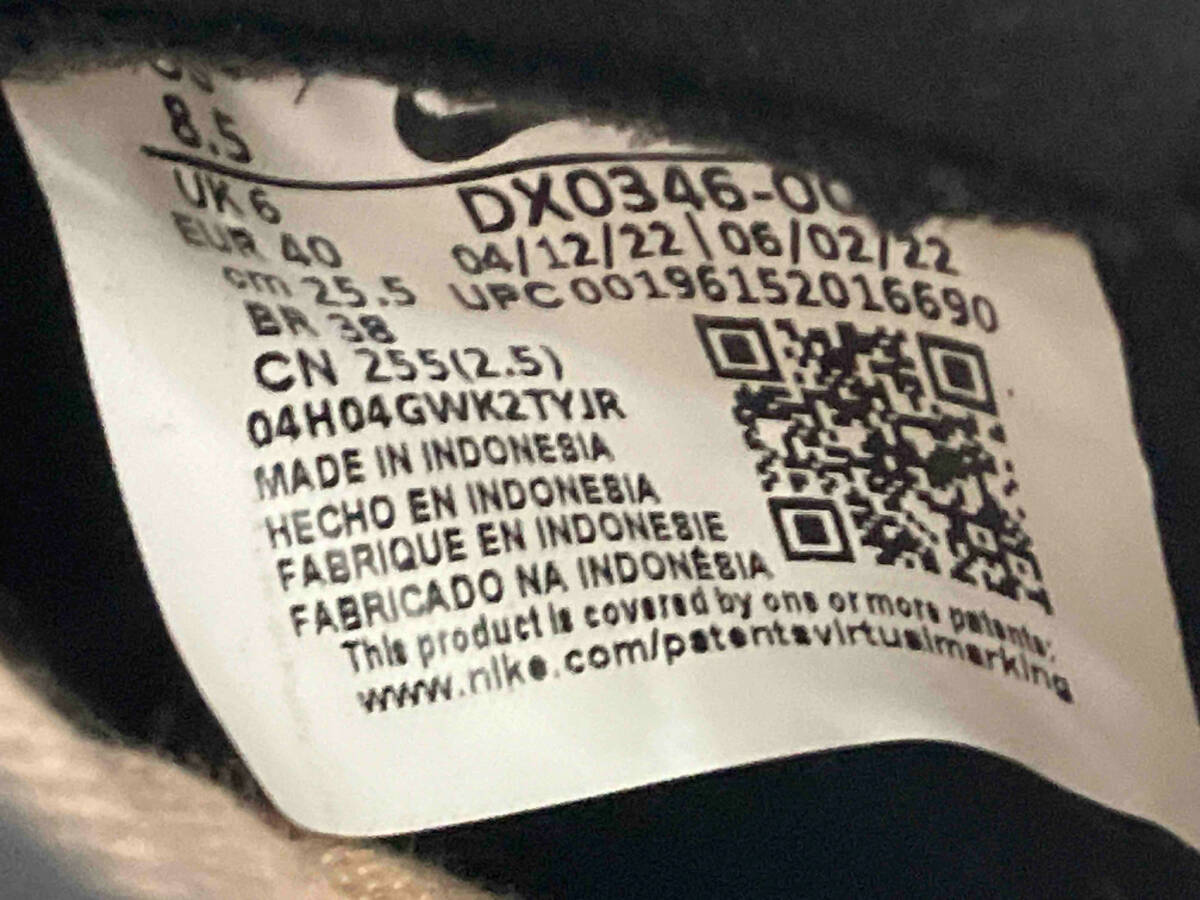 8.5
UK 6
EUR 40
cm 25.5
BR 38
CN 255(2.5)
DX0346-
04/12/22 \ 06/02/22
UPC 00196152016690
04H04GWK2TYJR
MADE IN INDONESIA
HECHO EN INDONESIA
FABRIQUE EN INDONESIE
FABRICADO NA INDONÉSIA
This product is covered by one or more patents:
www.nike.com/patentsvirtualmarking